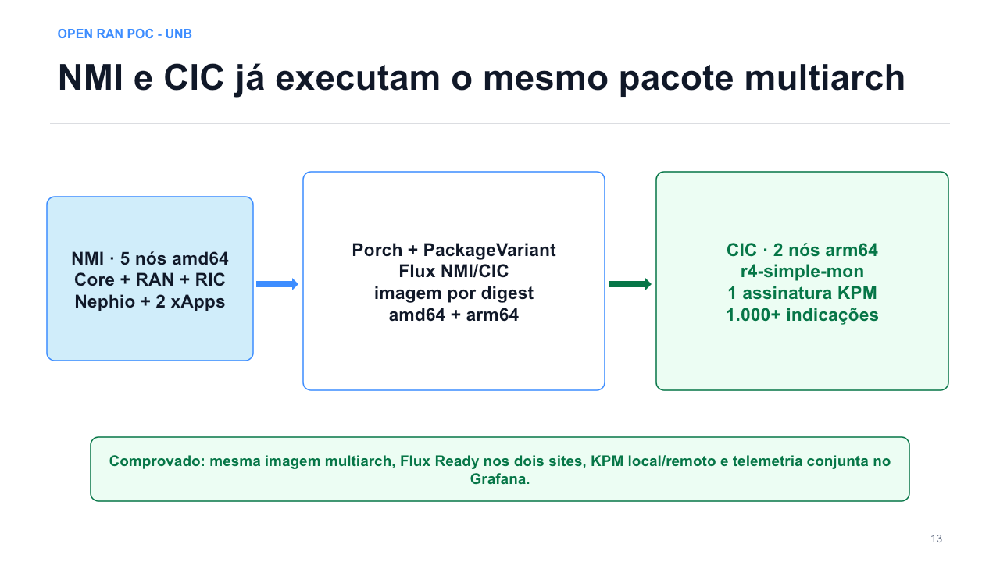 OPEN RAN POC - UNB
NMI e CIC já executam o mesmo pacote multiarch
NMI · 5 nós amd64
Core + RAN + RIC
Nephio + 2 xApps
Porch + PackageVariant
Flux NMI/CIC
imagem por digest
amd64 + arm64
CIC · 2 nós arm64
r4-simple-mon
1 assinatura KPM
1.000+ indicações
Comprovado: mesma imagem multiarch, Flux Ready nos dois sites, KPM local/remoto e telemetria conjunta no
Grafana.
13